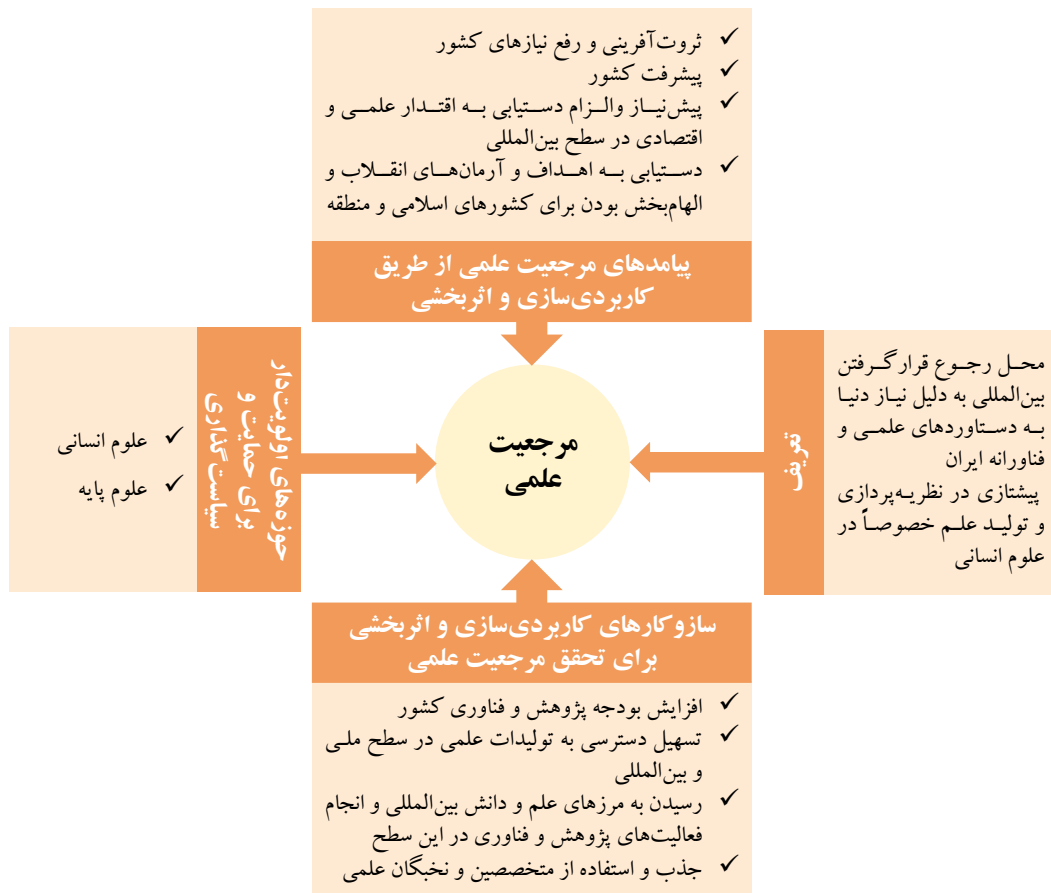 ✓ ثروت‌آفرینی و رفع نیازهای کشور
✓ پیشرفت کشور
✓ پیش‌نیاز والزام دستیابی به اقتدار علمی و
اقتصادی در سطح بین‌المللی
✓ دستیابی به اهداف و آرمان‌های انقلاب و
الهام‌بخش بودن برای کشورهای اسلامی و منطقه
پیامدهای مرجعیت علمی از طریق
کاربردی‌سازی و اثربخشی
محل رجوع قرارگرفتن
بین‌المللی به دلیل نیاز دنیا
به دستاوردهای علمی و
فناورانه ایران
پیشتازی در نظریه‌پردازی
و تولید علم خصوصاً در
علوم انسانی
تعریف
مرجعیت
علمی
حوزه‌های اولویت‌دار
برای حمایت و
سیاست‌گذاری
✓ علوم انسانی
✓ علوم پایه
سازوکارهای کاربردی‌سازی و اثربخشی
برای تحقق مرجعیت علمی
✓ افزایش بودجه پژوهش و فناوری کشور
✓ تسهیل دسترسی به تولیدات علمی در سطح ملی
و بین‌المللی
✓ رسیدن به مرزهای علم و دانش بین‌المللی و انجام
فعالیت‌های پژوهش و فناوری در این سطح
✓ جذب و استفاده از متخصصین و نخبگان علمی